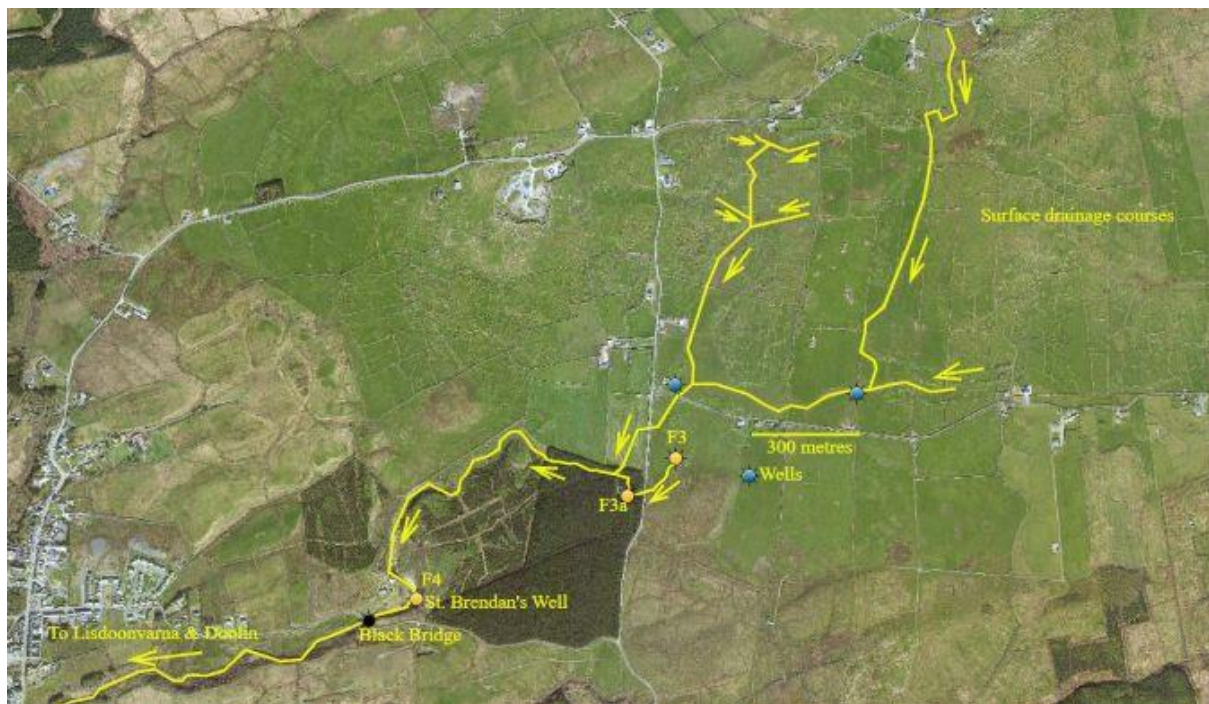 Surface drainage courses
300 metres
F3
Wells
F3a
F4
St. Brendan's Well
Black Bridge
To Lisdoonvarna & Doolin